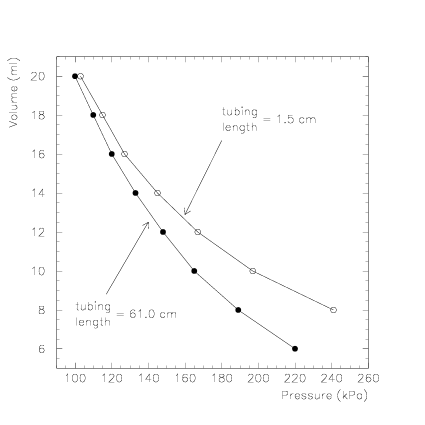 Volume (ml)
20
18
16
14
12
10
8
6
tubing
length = 1.5 cm
tubing
length = 61.0 cm
100 120 140 160 180 200 220 240 260
Pressure (kPa)